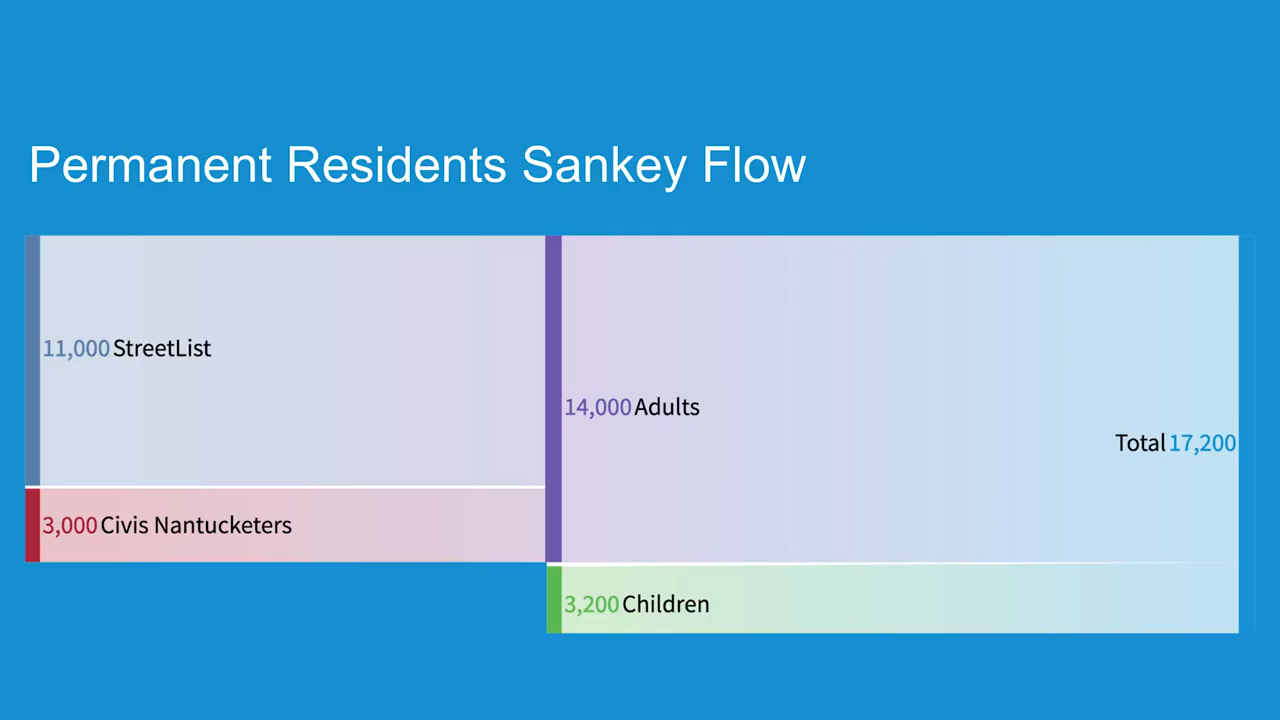 Permanent Residents Sankey Flow
11,000 StreetList
14,000 Adults
Total 17,200
3,000 Civis Nantucketers
3,200 Children